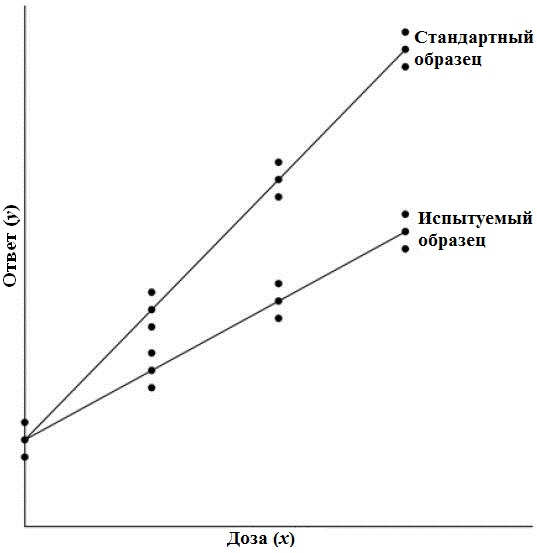 Стандартный
образец
Испытуемый
образец
Ответ (y)
Доза (x)